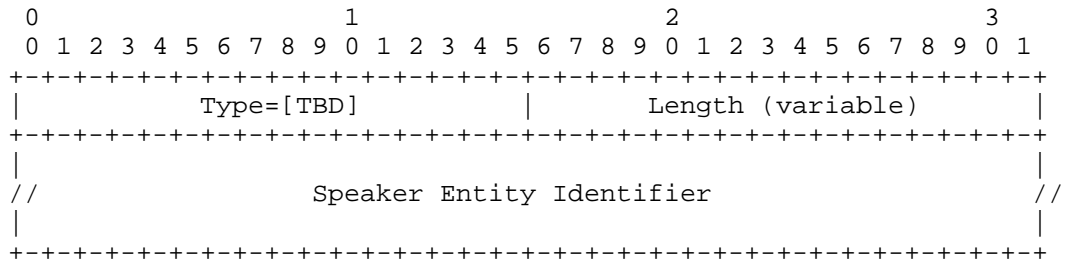 0                   1                   2                   3
 0 1 2 3 4 5 6 7 8 9 0 1 2 3 4 5 6 7 8 9 0 1 2 3 4 5 6 7 8 9 0 1
+-+-+-+-+-+-+-+-+-+-+-+-+-+-+-+-+-+-+-+-+-+-+-+-+-+-+-+-+-+-+-+-+
|           Type=[TBD]          |       Length (variable)       |
+-+-+-+-+-+-+-+-+-+-+-+-+-+-+-+-+-+-+-+-+-+-+-+-+-+-+-+-+-+-+-+-+
|                                                               |
//                  Speaker Entity Identifier                    //
|                                                               |
+-+-+-+-+-+-+-+-+-+-+-+-+-+-+-+-+-+-+-+-+-+-+-+-+-+-+-+-+-+-+-+-+